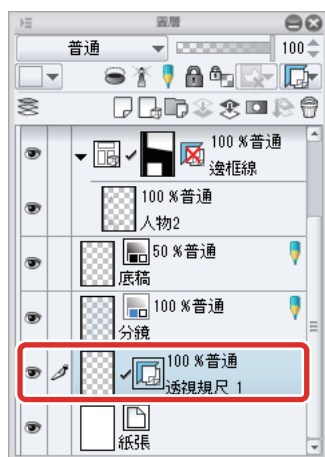 圖層
普通 100
100 %普通
邊框線
100 %普通
人物2
50 %普通
底稿
100 %普通
分鏡
100 %普通
透視規尺 1
紙張